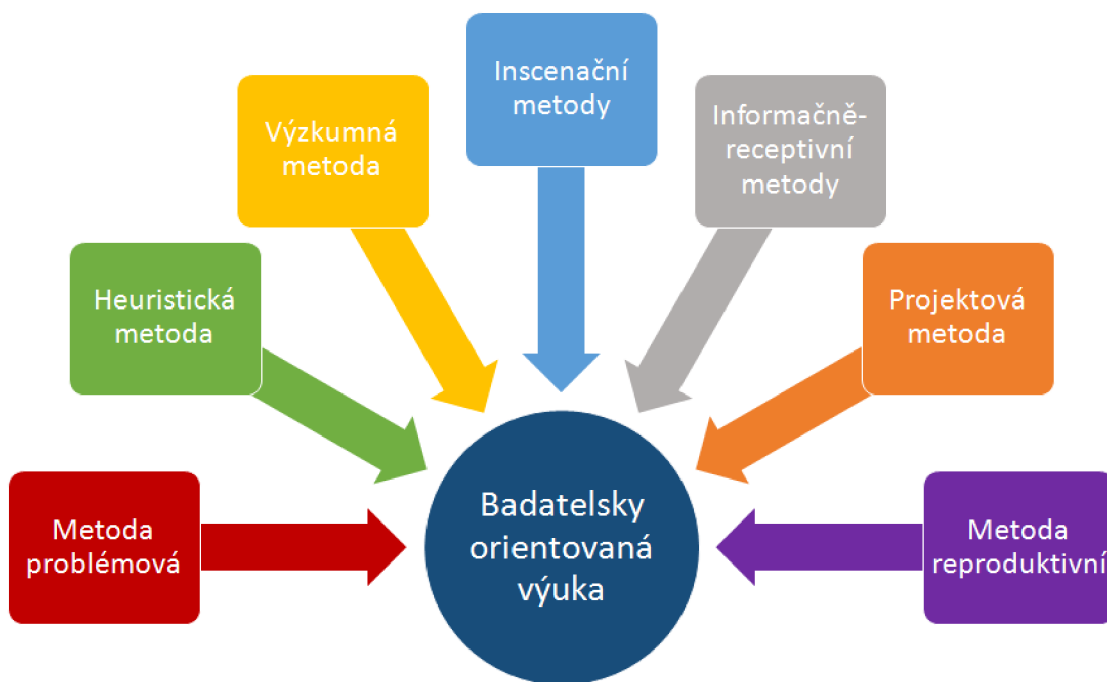 Inscenační
metody
Výzkumná
metoda
Informačně-
receptivní
metody
Heuristická
metoda
Projektová
metoda
Metoda
problémová
Badatelsky
orientovaná
výuka
Metoda
reproduktivní